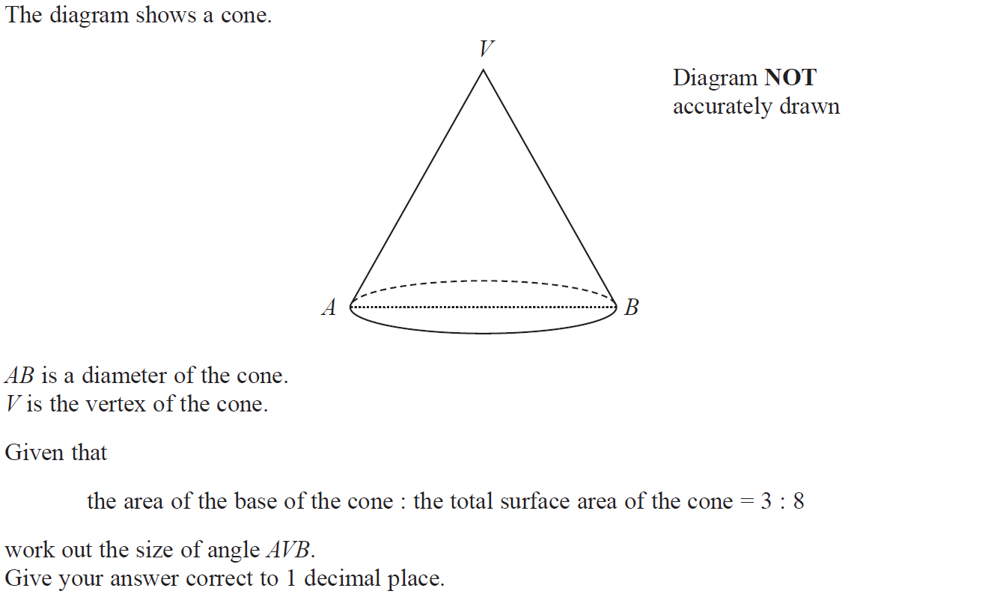 The diagram shows a cone.
V
Diagram NOT
accurately drawn
A
B
AB is a diameter of the cone.
V is the vertex of the cone.
Given that
the area of the base of the cone : the total surface area of the cone = 3 : 8
work out the size of angle AVB.
Give your answer correct to 1 decimal place.